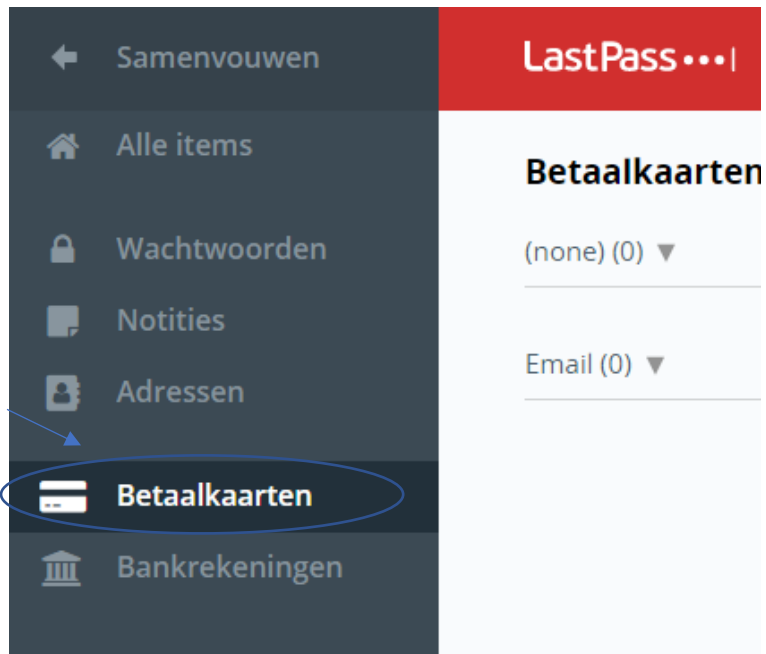 Samenvouwen
LastPass
Alle items
Wachtwoorden
Notities
Adressen
Betaalkaarten
Bankrekeningen
Betaalkaarten
(none) (0) ▼
Email (0) ▼